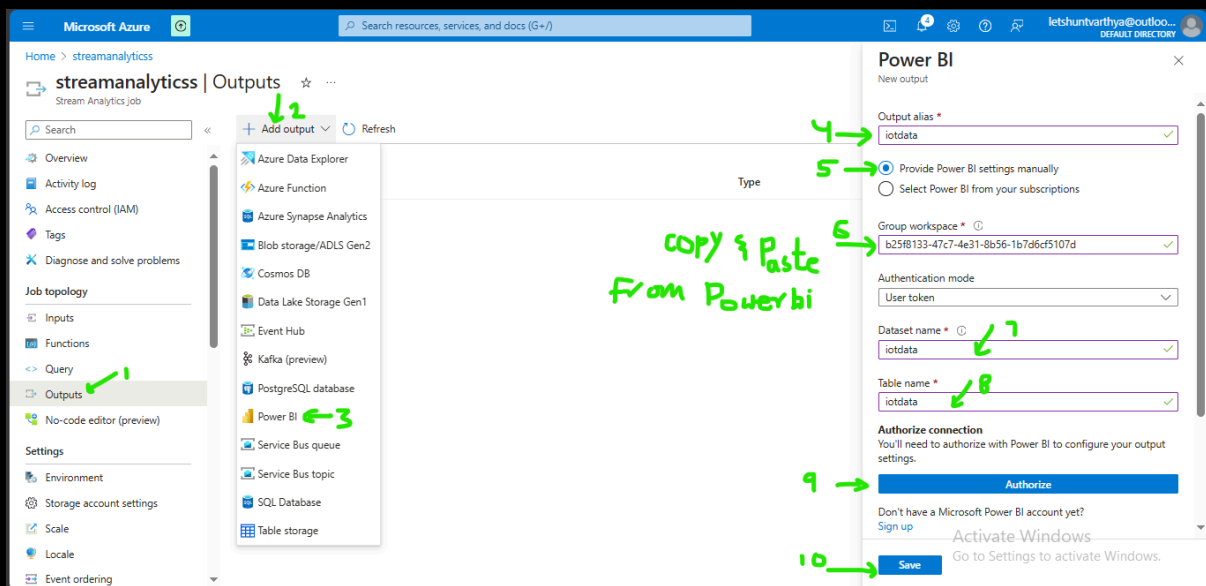 Microsoft Azure
Search resources, services, and docs (G+/)
4
letshuntvarthya@outloo...
DEFAULT DIRECTORY
Home > streamanalyticss
streamanalyticss | Outputs
Stream Analytics job
2
Search
«
+ Add output
Refresh
Overview
Activity log
Access control (IAM)
Tags
Diagnose and solve problems
Job topology
Inputs
Functions
Query
1
Outputs
No-code editor (preview)
Settings
Environment
Storage account settings
Scale
Locale
Event ordering
Azure Data Explorer
Azure Function
Azure Synapse Analytics
Blob storage/ADLS Gen2
Cosmos DB
Data Lake Storage Gen1
Event Hub
Kafka (preview)
PostgreSQL database
Power BI
3
Service Bus queue
Service Bus topic
SQL Database
Table storage
Type
copy & Paste
From Powerbi
Power BI
New output
Output alias *
4
iotdata
5
Provide Power BI settings manually
Select Power BI from your subscriptions
Group workspace *
6
b25f8133-47c7-4e31-8b56-1b7d6cf5107d
Authentication mode
User token
Dataset name *
7
iotdata
Table name *
8
iotdata
Authorize connection
You'll need to authorize with Power BI to configure your output
settings.
9
Authorize
Don't have a Microsoft Power BI account yet?
Sign up
Activate Windows
Go to Settings to activate Windows.
10
Save